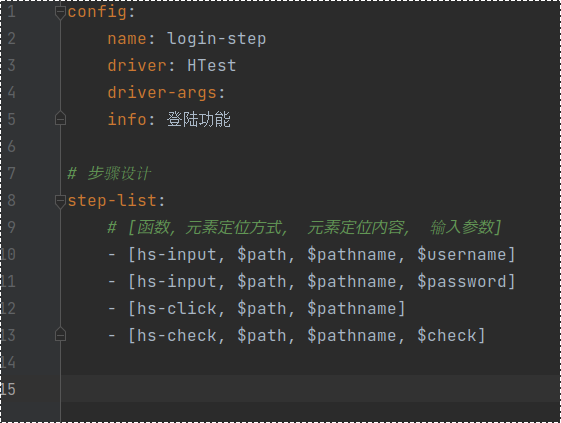 1 config:
2     name: login-step
3     driver: HTest
4     driver-args:
5     info: 登陆功能
6
7 # 步骤设计
8 step-list:
9     # [函数, 元素定位方式, 元素定位内容, 输入参数]
10     - [hs-input, $path, $pathname, $username]
11     - [hs-input, $path, $pathname, $password]
12     - [hs-click, $path, $pathname]
13     - [hs-check, $path, $pathname, $check]
14
15